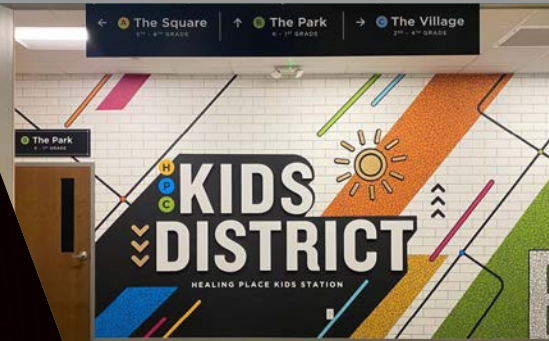 ← A The Square
5TH - 6TH GRADE
↑ B The Park
K - 1ST GRADE
→ C The Village
2ND - 4TH GRADE
B The Park
K - 1ST GRADE
H
P
C
KIDS
DISTRICT
HEALING PLACE KIDS STATION